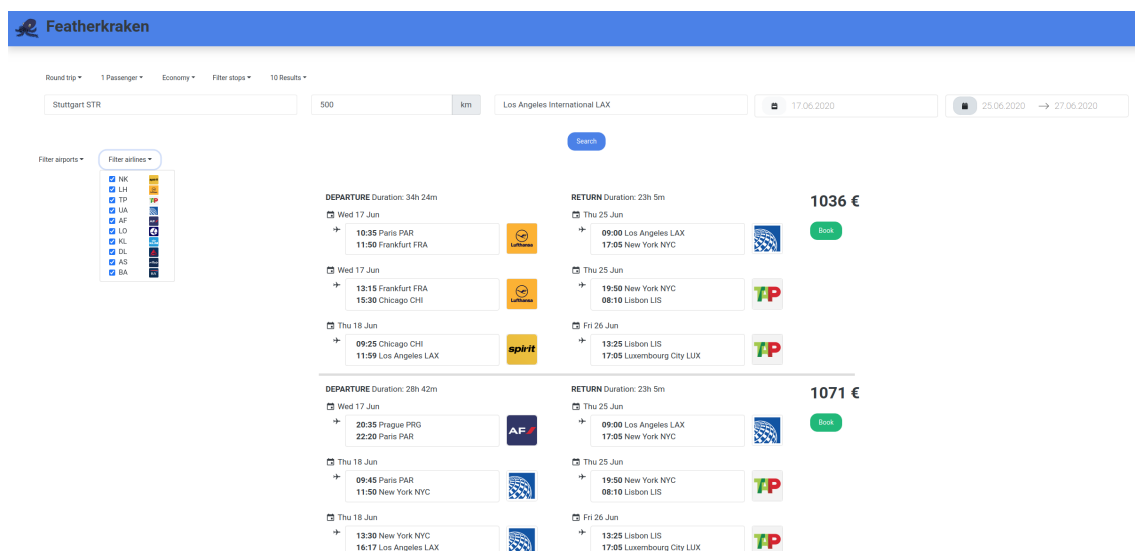 Featherkraken
Round trip 1 Passenger Economy Filter stops 10 Results
Stuttgart STR 500 km Los Angeles International LAX 17.06.2020 25.06.2020 → 27.06.2020
Search
Filter airports Filter airlines
NK
LH
TP
UA
AF
LO
KL
DL
AS
BA
DEPARTURE Duration: 34h 24m RETURN Duration: 23h 5m 1036 €
Wed 17 Jun Thu 25 Jun
10:35 Paris PAR 09:00 Los Angeles LAX Book
11:50 Frankfurt FRA Lufthansa 17:05 New York NYC
Wed 17 Jun Thu 25 Jun
13:15 Frankfurt FRA 19:50 New York NYC
15:30 Chicago CHI Lufthansa 08:10 Lisbon LIS TAP
Thu 18 Jun Fri 26 Jun
09:25 Chicago CHI 13:25 Lisbon LIS
11:59 Los Angeles LAX spirit 17:05 Luxembourg City LUX TAP
DEPARTURE Duration: 28h 42m RETURN Duration: 23h 5m 1071 €
Wed 17 Jun Thu 25 Jun
20:35 Prague PRG 09:00 Los Angeles LAX Book
22:20 Paris PAR AF 17:05 New York NYC
Thu 18 Jun Thu 25 Jun
09:45 Paris PAR 19:50 New York NYC
11:50 New York NYC 08:10 Lisbon LIS TAP
Thu 18 Jun Fri 26 Jun
13:30 New York NYC 13:25 Lisbon LIS
16:17 Los Angeles LAX 17:05 Luxembourg City LUX TAP